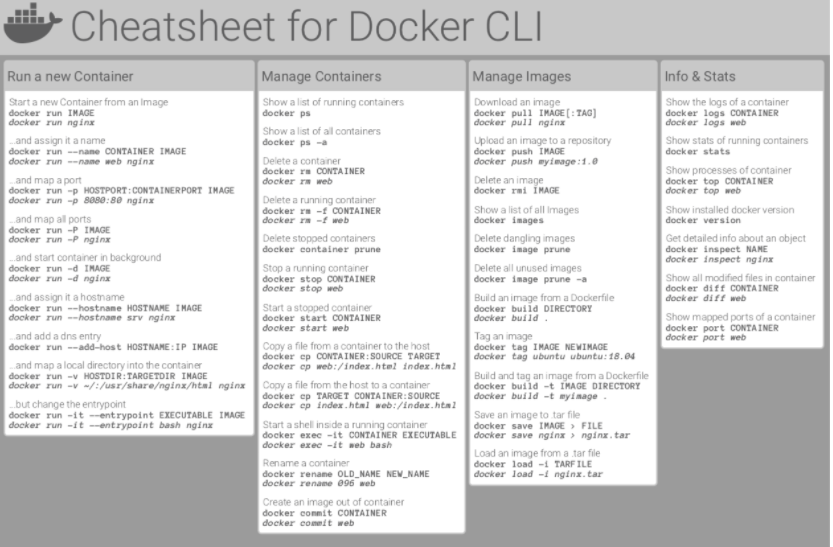 Cheatsheet for Docker CLI
Run a new Container
Start a new Container from an Image
docker run IMAGE
docker run nginx
...and assign it a name
docker run --name CONTAINER IMAGE
docker run --name web nginx
...and map a port
docker run -p HOSTPORT:CONTAINERPORT IMAGE
docker run -p 8080:80 nginx
...and map all ports
docker run -P IMAGE
docker run -P nginx
...and start container in background
docker run -d IMAGE
docker run -d nginx
...and assign it a hostname
docker run --hostname HOSTNAME IMAGE
docker run --hostname srv nginx
...and add a dns entry
docker run --add-host HOSTNAME:IP IMAGE
...and map a local directory into the container
docker run -v HOSTDIR:TARGETDIR IMAGE
docker run -v ~/:/usr/share/nginx/html nginx
...but change the entrypoint
docker run -it --entrypoint EXECUTABLE IMAGE
docker run -it --entrypoint bash nginx
Manage Containers
Show a list of running containers
docker ps
Show a list of all containers
docker ps -a
Delete a container
docker rm CONTAINER
docker rm web
Delete a running container
docker rm -f CONTAINER
docker rm -f web
Delete stopped containers
docker container prune
Stop a running container
docker stop CONTAINER
docker stop web
Start a stopped container
docker start CONTAINER
docker start web
Copy a file from a container to the host
docker cp CONTAINER:SOURCE TARGET
docker cp web:/index.html index.html
Copy a file from the host to a container
docker cp TARGET CONTAINER:SOURCE
docker cp index.html web:/index.html
Start a shell inside a running container
docker exec -it CONTAINER EXECUTABLE
docker exec -it web bash
Rename a container
docker rename OLD_NAME NEW_NAME
docker rename 096 web
Create an image out of container
docker commit CONTAINER
docker commit web
Manage Images
Download an image
docker pull IMAGE[:TAG]
docker pull nginx
Upload an image to a repository
docker push IMAGE
docker push myimage:1.0
Delete an image
docker rmi IMAGE
Show a list of all Images
docker images
Delete dangling images
docker image prune
Delete all unused images
docker image prune -a
Build an image from a Dockerfile
docker build DIRECTORY
docker build .
Tag an image
docker tag IMAGE NEWIMAGE
docker tag ubuntu ubuntu:18.04
Build and tag an image from a Dockerfile
docker build -t IMAGE DIRECTORY
docker build -t myimage .
Save an image to .tar file
docker save IMAGE > FILE
docker save nginx > nginx.tar
Load an image from a .tar file
docker load -i TARFILE
docker load -i nginx.tar
Info & Stats
Show the logs of a container
docker logs CONTAINER
docker logs web
Show stats of running containers
docker stats
Show processes of container
docker top CONTAINER
docker top web
Show installed docker version
docker version
Get detailed info about an object
docker inspect NAME
docker inspect nginx
Show all modified files in container
docker diff CONTAINER
docker diff web
Show mapped ports of a container
docker port CONTAINER
docker port web